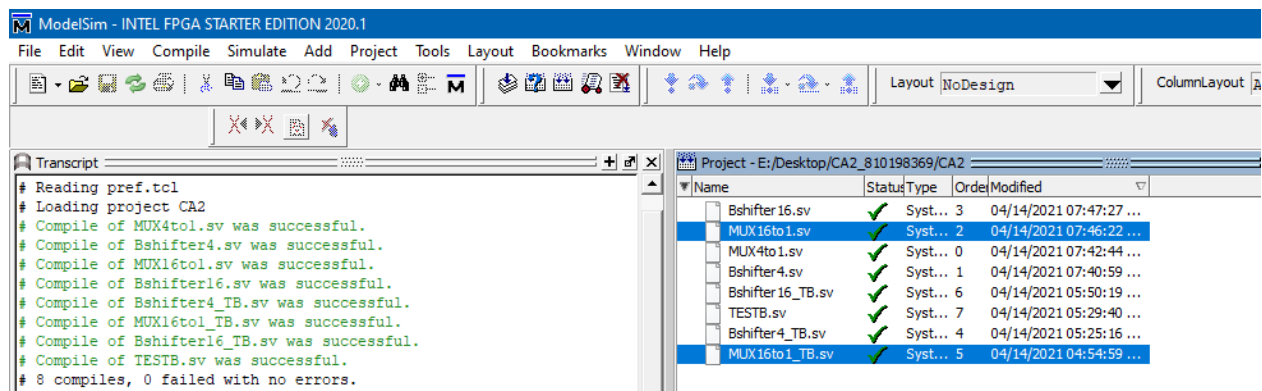 ModelSim - INTEL FPGA STARTER EDITION 2020.1
File Edit View Compile Simulate Add Project Tools Layout Bookmarks Window Help
Layout NoDesign ColumnLayout A
Transcript
# Reading pref.tcl
# Loading project CA2
# Compile of MUX4to1.sv was successful.
# Compile of Bshifter4.sv was successful.
# Compile of MUX16to1.sv was successful.
# Compile of Bshifter16.sv was successful.
# Compile of Bshifter4_TB.sv was successful.
# Compile of MUX16to1_TB.sv was successful.
# Compile of Bshifter16_TB.sv was successful.
# Compile of TESTB.sv was successful.
# 8 compiles, 0 failed with no errors.
Project - E:/Desktop/CA2_810198369/CA2
Name Status Type Order Modified
Bshifter16.sv Syst... 3 04/14/2021 07:47:27 ...
MUX16to1.sv Syst... 2 04/14/2021 07:46:22 ...
MUX4to1.sv Syst... 0 04/14/2021 07:42:44 ...
Bshifter4.sv Syst... 1 04/14/2021 07:40:59 ...
Bshifter16_TB.sv Syst... 6 04/14/2021 05:50:19 ...
TESTB.sv Syst... 7 04/14/2021 05:29:40 ...
Bshifter4_TB.sv Syst... 4 04/14/2021 05:25:16 ...
MUX16to1_TB.sv Syst... 5 04/14/2021 04:54:59 ...